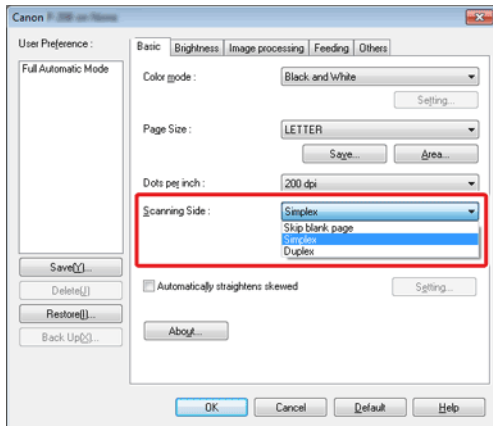 Canon
User Preference :
Full Automatic Mode
Save(Y)...
Delete(J)
Restore(I)...
Back Up(X)...
Basic Brightness Image processing Feeding Others
Color mode : Black and White
Setting...
Page Size : LETTER
Save... Area...
Dots per inch : 200 dpi
Scanning Side : Simplex
Skip blank page
Simplex
Duplex
Automatically straightens skewed Setting...
About...
OK Cancel Default Help